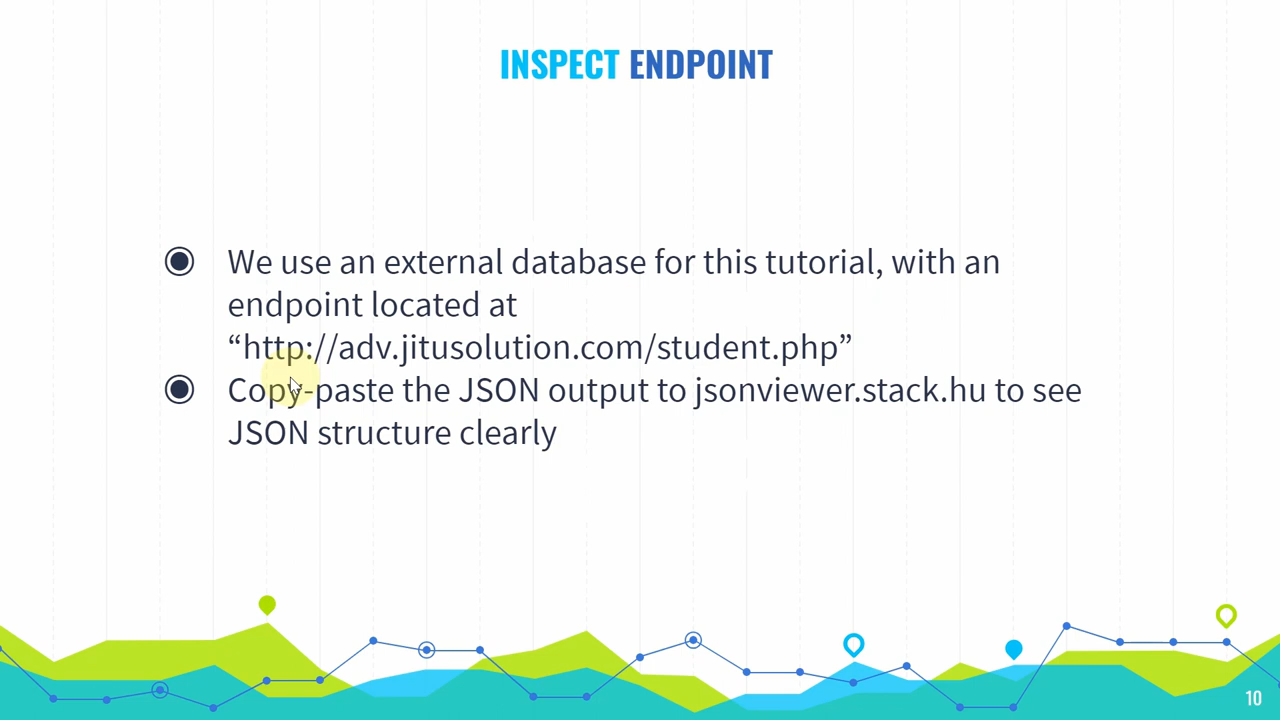 INSPECT ENDPOINT
We use an external database for this tutorial, with an
endpoint located at
“http://adv.jitusolution.com/student.php”
Copy-paste the JSON output to jsonviewer.stack.hu to see
JSON structure clearly
10